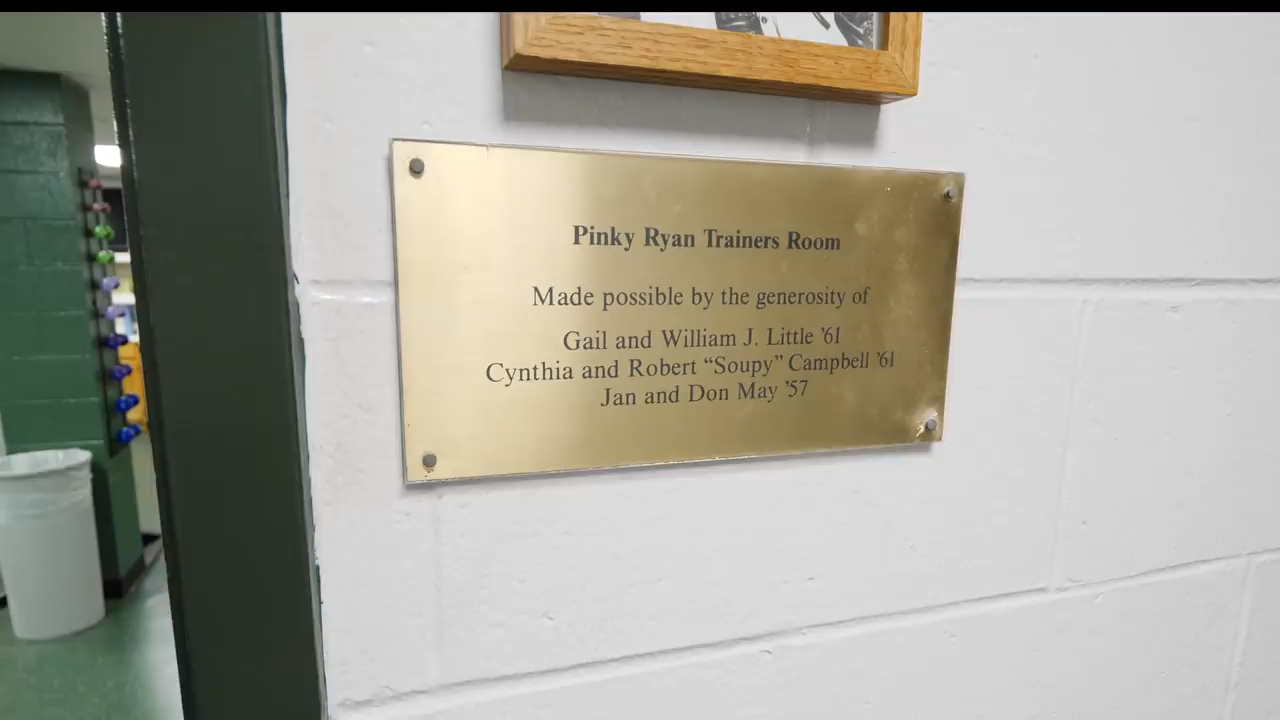 Pinky Ryan Trainers Room
Made possible by the generosity of
Gail and William J. Little ’61
Cynthia and Robert “Soupy” Campbell ’61
Jan and Don May ’57